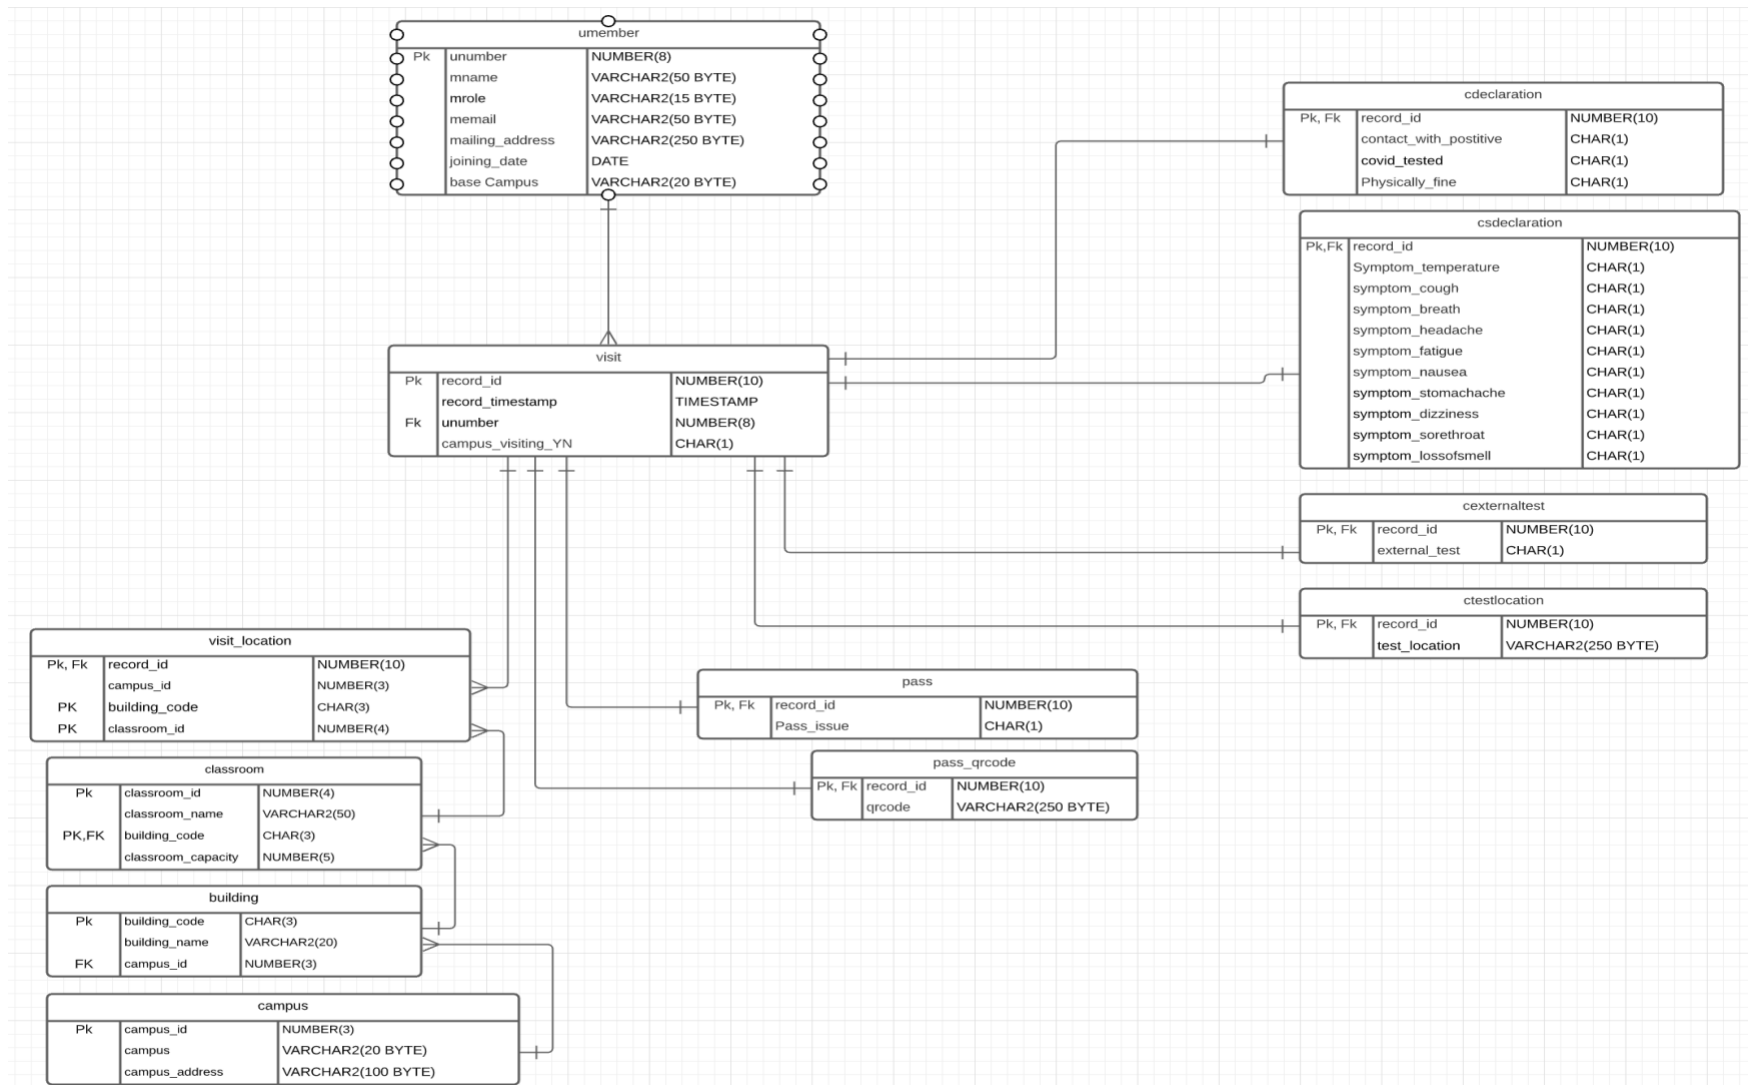 umember
Pk unumber NUMBER(8)
mname VARCHAR2(50 BYTE)
mrole VARCHAR2(15 BYTE)
memail VARCHAR2(50 BYTE)
mailing_address VARCHAR2(250 BYTE)
joining_date DATE
base Campus VARCHAR2(20 BYTE)
cdeclaration
Pk, Fk record_id NUMBER(10)
contact_with_postitive CHAR(1)
covid_tested CHAR(1)
Physically_fine CHAR(1)
csdeclaration
Pk,Fk record_id NUMBER(10)
Symptom_temperature CHAR(1)
symptom_cough CHAR(1)
symptom_breath CHAR(1)
symptom_headache CHAR(1)
symptom_fatigue CHAR(1)
symptom_nausea CHAR(1)
symptom_stomachache CHAR(1)
symptom_dizziness CHAR(1)
symptom_sorethroat CHAR(1)
symptom_lossofsmell CHAR(1)
visit
Pk record_id NUMBER(10)
record_timestamp TIMESTAMP
Fk unumber NUMBER(8)
campus_visiting_YN CHAR(1)
cexternaltest
Pk, Fk record_id NUMBER(10)
external_test CHAR(1)
ctestlocation
Pk, Fk record_id NUMBER(10)
test_location VARCHAR2(250 BYTE)
visit_location
Pk, Fk record_id NUMBER(10)
campus_id NUMBER(3)
PK building_code CHAR(3)
PK classroom_id NUMBER(4)
pass
Pk, Fk record_id NUMBER(10)
Pass_issue CHAR(1)
pass_qrcode
Pk, Fk record_id NUMBER(10)
qrcode VARCHAR2(250 BYTE)
classroom
Pk classroom_id NUMBER(4)
classroom_name VARCHAR2(50)
PK,FK building_code CHAR(3)
classroom_capacity NUMBER(5)
building
Pk building_code CHAR(3)
building_name VARCHAR2(20)
FK campus_id NUMBER(3)
campus
Pk campus_id NUMBER(3)
campus VARCHAR2(20 BYTE)
campus_address VARCHAR2(100 BYTE)